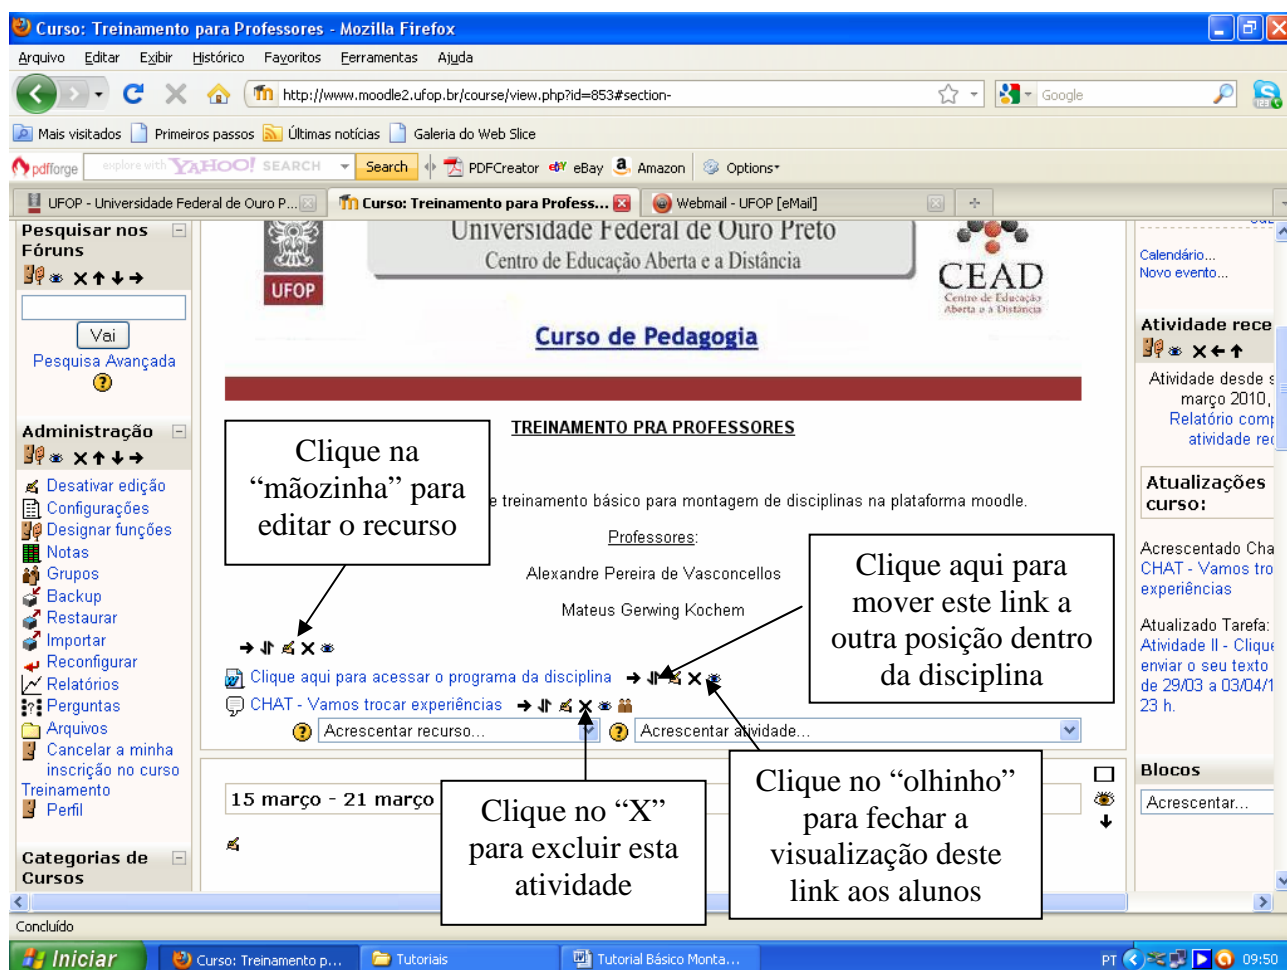 Curso: Treinamento para Professores - Mozilla Firefox
Arquivo Editar Exibir Histórico Favoritos Ferramentas Ajuda
http://www.moodle2.ufop.br/course/view.php?id=853#section-
Google
Mais visitados Primeiros passos Últimas notícias Galeria do Web Slice
pdfforge explore with YAHOO! SEARCH Search PDFCreator eBay Amazon Options
UFOP - Universidade Federal de Ouro P... Curso: Treinamento para Profess... Webmail - UFOP [eMail]
Pesquisar nos
Fóruns
Vai
Pesquisa Avançada
Administração
Desativar edição
Configurações
Designar funções
Notas
Grupos
Backup
Restaurar
Importar
Reconfigurar
Relatórios
Perguntas
Arquivos
Cancelar a minha
inscrição no curso
Treinamento
Perfil
Categorias de
Cursos
UFOP
Universidade Federal de Ouro Preto
Centro de Educação Aberta e a Distância
CEAD
Centro de Educação
Aberta e a Distância
Curso de Pedagogia
TREINAMENTO PRA PROFESSORES
Clique na
“mãozinha” para
editar o recurso
e treinamento básico para montagem de disciplinas na plataforma moodle.
Professores:
Alexandre Pereira de Vasconcellos
Mateus Gerwing Kochem
Clique aqui para
mover este link a
outra posição dentro
da disciplina
Clique aqui para acessar o programa da disciplina
CHAT - Vamos trocar experiências
Acrescentar recurso... Acrescentar atividade...
15 março - 21 março
Clique no “X”
para excluir esta
atividade
Clique no “olhinho”
para fechar a
visualização deste
link aos alunos
Calendário...
Novo evento...
Atividade rece
Atividade desde s
março 2010,
Relatório comp
atividade rec
Atualizações
curso:
Acrescentado Cha
CHAT - Vamos tro
experiências
Atualizado Tarefa:
Atividade II - Clique
enviar o seu texto
de 29/03 a 03/04/1
23 h.
Blocos
Acrescentar...
Concluído
Iniciar Curso: Treinamento p... Tutoriais Tutorial Básico Monta... PT 09:50